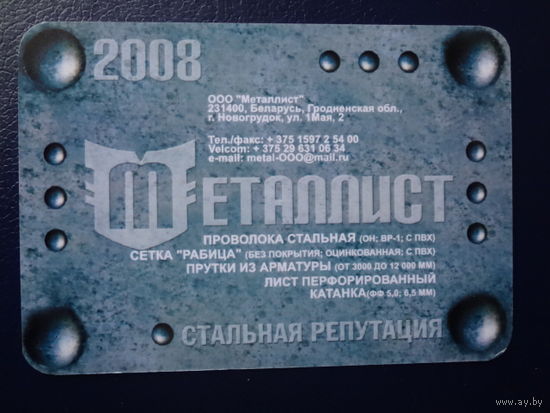 2008
ООО "Металлист"
231400, Беларусь, Гродненская обл.,
г. Новогрудок, ул. 1Мая, 2
Тел./факс: + 375 1597 2 54 00
Velcom: + 375 29 631 06 34
e-mail: metal-OOO@mail.ru
МЕТАЛЛИСТ
ПРОВОЛОКА СТАЛЬНАЯ (ОН; ВР-1; С ПВХ)
СЕТКА "РАБИЦА" (БЕЗ ПОКРЫТИЯ; ОЦИНКОВАННАЯ; С ПВХ)
ПРУТКИ ИЗ АРМАТУРЫ (ОТ 3000 ДО 12 000 ММ)
ЛИСТ ПЕРФОРИРОВАННЫЙ
КАТАНКА (ФФ 5,0; 6,5 ММ)
СТАЛЬНАЯ РЕПУТАЦИЯ
www.ay.by